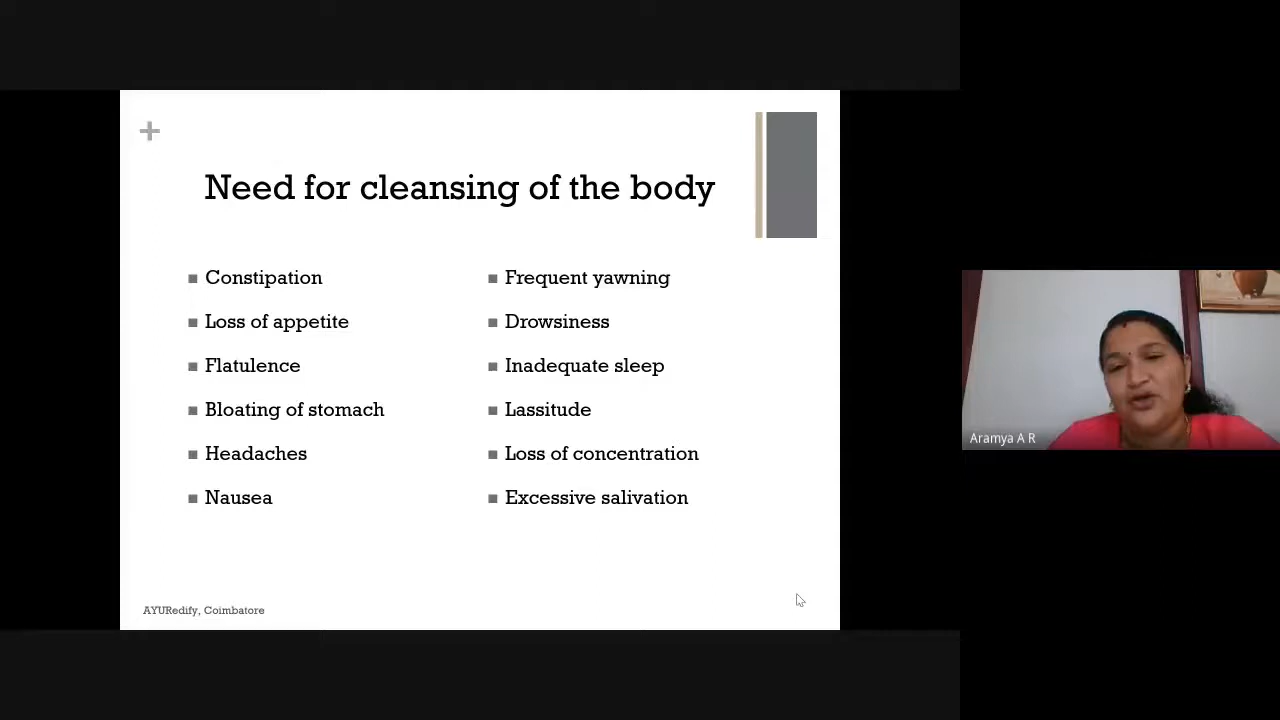 +
Need for cleansing of the body
Constipation
Loss of appetite
Flatulence
Bloating of stomach
Headaches
Nausea
Frequent yawning
Drowsiness
Inadequate sleep
Lassitude
Loss of concentration
Excessive salivation
AYURedify, Coimbatore
Aramya A R